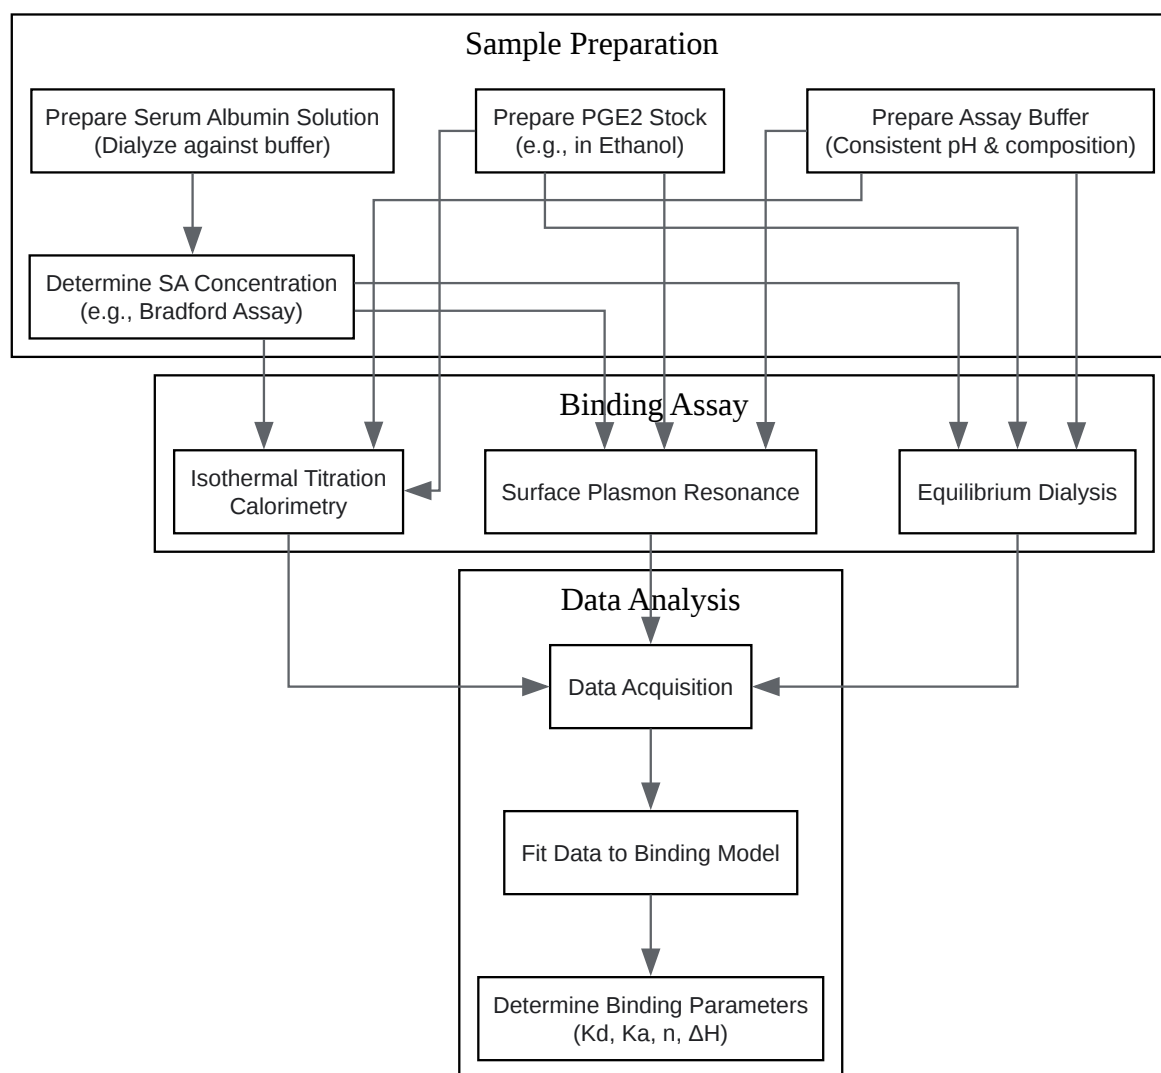 Sample Preparation
Prepare Serum Albumin Solution
(Dialyze against buffer)
Prepare PGE2 Stock
(e.g., in Ethanol)
Prepare Assay Buffer
(Consistent pH & composition)
Determine SA Concentration
(e.g., Bradford Assay)
Binding Assay
Isothermal Titration
Calorimetry
Surface Plasmon Resonance
Equilibrium Dialysis
Data Analysis
Data Acquisition
Fit Data to Binding Model
Determine Binding Parameters
(Kd, Ka, n, ΔH)